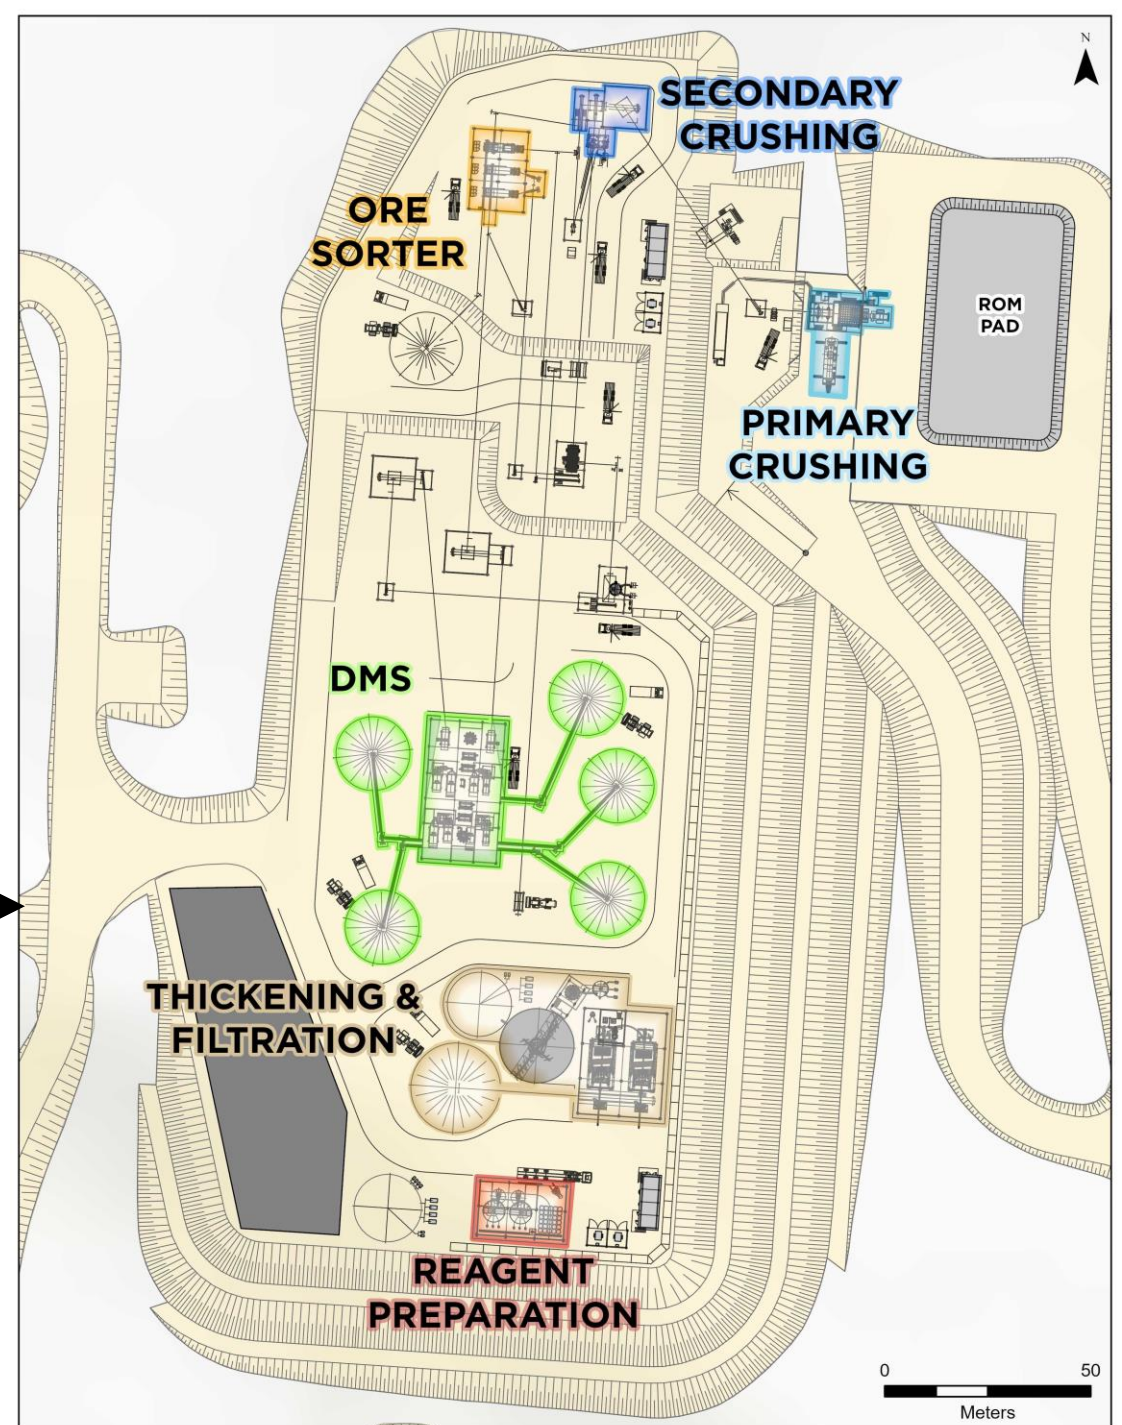 N
SECONDARY
CRUSHING
ORE
SORTER
ROM
PAD
PRIMARY
CRUSHING
DMS
THICKENING &
FILTRATION
REAGENT
PREPARATION
0 50
Meters